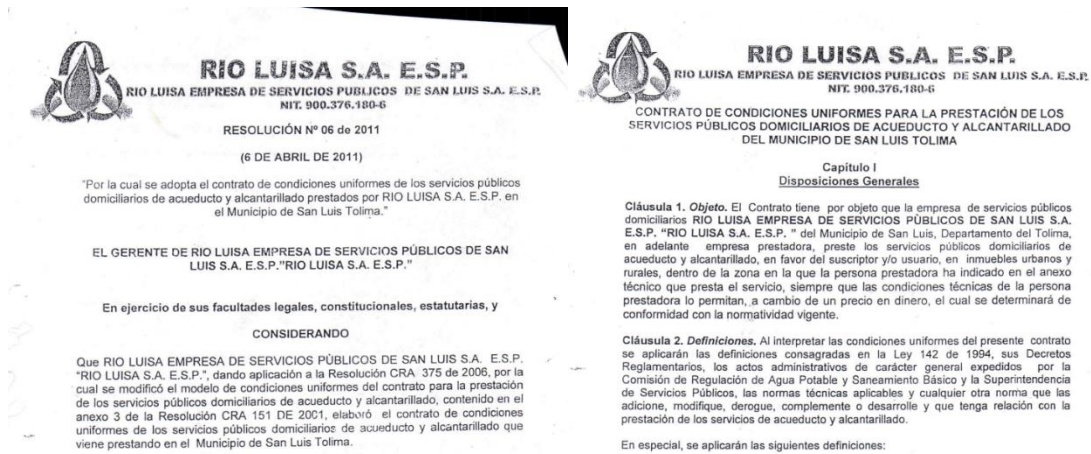 RIO LUISA S.A. E.S.P.
RIO LUISA EMPRESA DE SERVICIOS PUBLICOS DE SAN LUIS S.A. E.S.P.
NIT. 900.376.180-6
RESOLUCIÓN Nº 06 de 2011
(6 DE ABRIL DE 2011)
"Por la cual se adopta el contrato de condiciones uniformes de los servicios públicos
domiciliarios de acueducto y alcantarillado prestados por RIO LUISA S.A. E.S.P. en
el Municipio de San Luis Tolima."
EL GERENTE DE RIO LUISA EMPRESA DE SERVICIOS PÚBLICOS DE SAN
LUIS S.A. E.S.P."RIO LUISA S.A. E.S.P."
En ejercicio de sus facultades legales, constitucionales, estatutarias, y
CONSIDERANDO
Que RIO LUISA EMPRESA DE SERVICIOS PÙBLICOS DE SAN LUIS S.A. E.S.P.
"RIO LUISA S.A. E.S.P.", dando aplicación a la Resolución CRA 375 de 2006, por la
cual se modificó el modelo de condiciones uniformes del contrato para la prestación
de los servicios públicos domiciliarios de acueducto y alcantarillado, contenido en el
anexo 3 de la Resolución CRA 151 DE 2001, elaboró el contrato de condiciones
uniformes de los servicios públicos domiciliarios de acueducto y alcantarillado que
viene prestando en el Municipio de San Luis Tolima.
RIO LUISA S.A. E.S.P.
RIO LUISA EMPRESA DE SERVICIOS PUBLICOS DE SAN LUIS S.A. E.S.P.
NIT. 900.376.180-6
CONTRATO DE CONDICIONES UNIFORMES PARA LA PRESTACIÓN DE LOS
SERVICIOS PÚBLICOS DOMICILIARIOS DE ACUEDUCTO Y ALCANTARILLADO
DEL MUNICIPIO DE SAN LUIS TOLIMA
Capítulo I
Disposiciones Generales
Cláusula 1. Objeto. El Contrato tiene por objeto que la empresa de servicios públicos
domiciliarios RIO LUISA EMPRESA DE SERVICIOS PÙBLICOS DE SAN LUIS S.A.
E.S.P. "RIO LUISA S.A. E.S.P. " del Municipio de San Luis, Departamento del Tolima,
en adelante empresa prestadora, preste los servicios públicos domiciliarios de
acueducto y alcantarillado, en favor del suscriptor y/o usuario, en inmuebles urbanos y
rurales, dentro de la zona en la que la persona prestadora ha indicado en el anexo
técnico que presta el servicio, siempre que las condiciones técnicas de la persona
prestadora lo permitan, a cambio de un precio en dinero, el cual se determinará de
conformidad con la normatividad vigente.
Cláusula 2. Definiciones. Al interpretar las condiciones uniformes del presente contrato
se aplicarán las definiciones consagradas en la Ley 142 de 1994, sus Decretos
Reglamentarios, los actos administrativos de carácter general expedidos por la
Comisión de Regulación de Agua Potable y Saneamiento Básico y la Superintendencia
de Servicios Públicos, las normas técnicas aplicables y cualquier otra norma que las
adicione, modifique, derogue, complemente o desarrolle y que tenga relación con la
prestación de los servicios de acueducto y alcantarillado.
En especial, se aplicarán las siguientes definiciones: